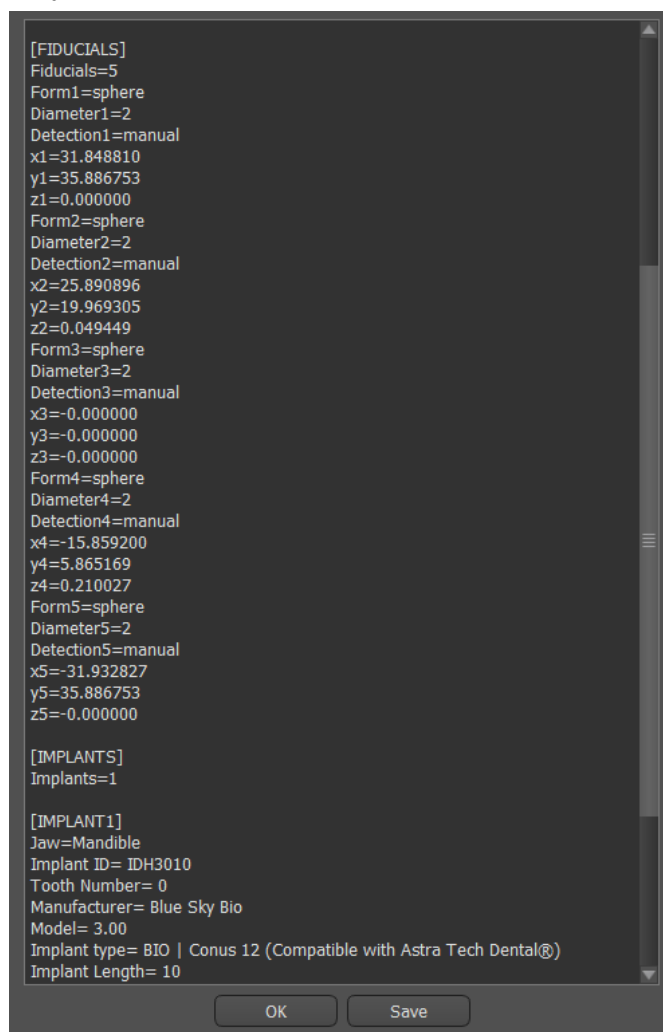 [FIDUCIALS]
Fiducials=5
Form1=sphere
Diameter1=2
Detection1=manual
x1=31.848810
y1=35.886753
z1=0.000000
Form2=sphere
Diameter2=2
Detection2=manual
x2=25.890896
y2=19.969305
z2=0.049449
Form3=sphere
Diameter3=2
Detection3=manual
x3=-0.000000
y3=-0.000000
z3=-0.000000
Form4=sphere
Diameter4=2
Detection4=manual
x4=-15.859200
y4=5.865169
z4=0.210027
Form5=sphere
Diameter5=2
Detection5=manual
x5=-31.932827
y5=35.886753
z5=-0.000000
[IMPLANTS]
Implants=1
[IMPLANT1]
Jaw=Mandible
Implant ID= IDH3010
Tooth Number= 0
Manufacturer= Blue Sky Bio
Model= 3.00
Implant type= BIO | Conus 12 (Compatible with Astra Tech Dental®)
Implant Length= 10
OK Save